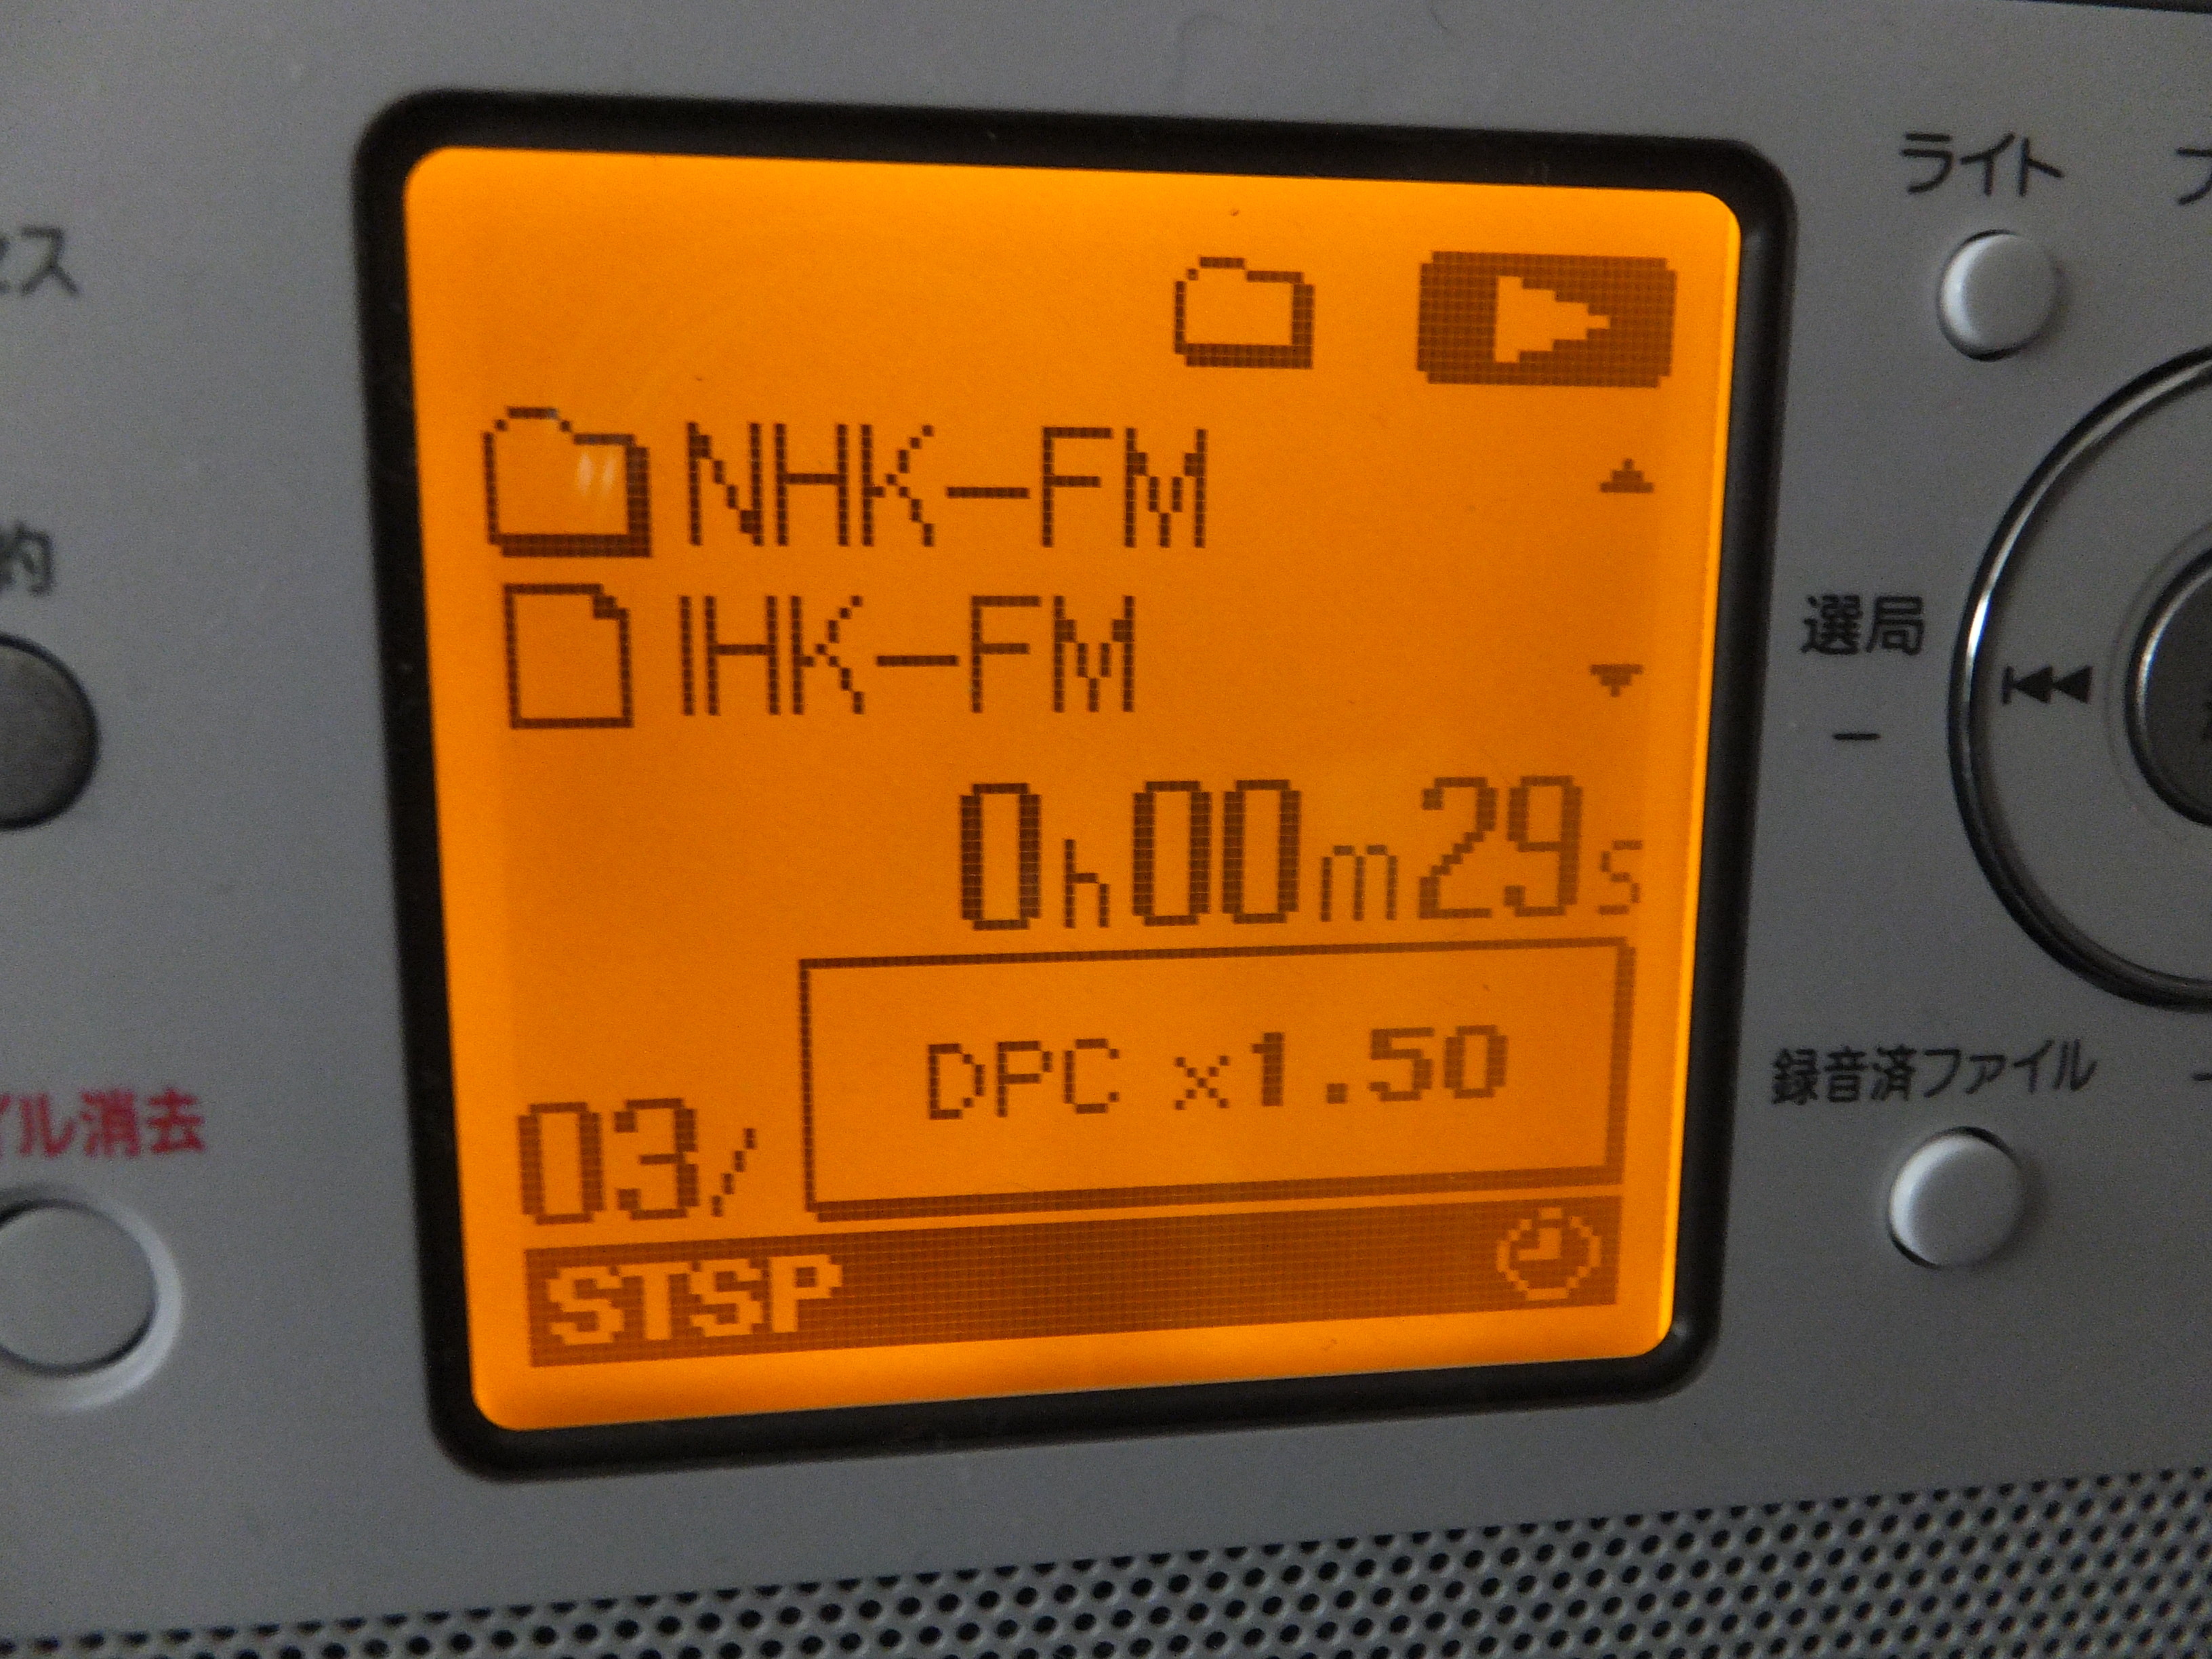 ライト
NHK-FM
IHK-FM
選局
-
0h00m29s
DPC x1.50
録音済ファイル
03/
イル消去
STSP